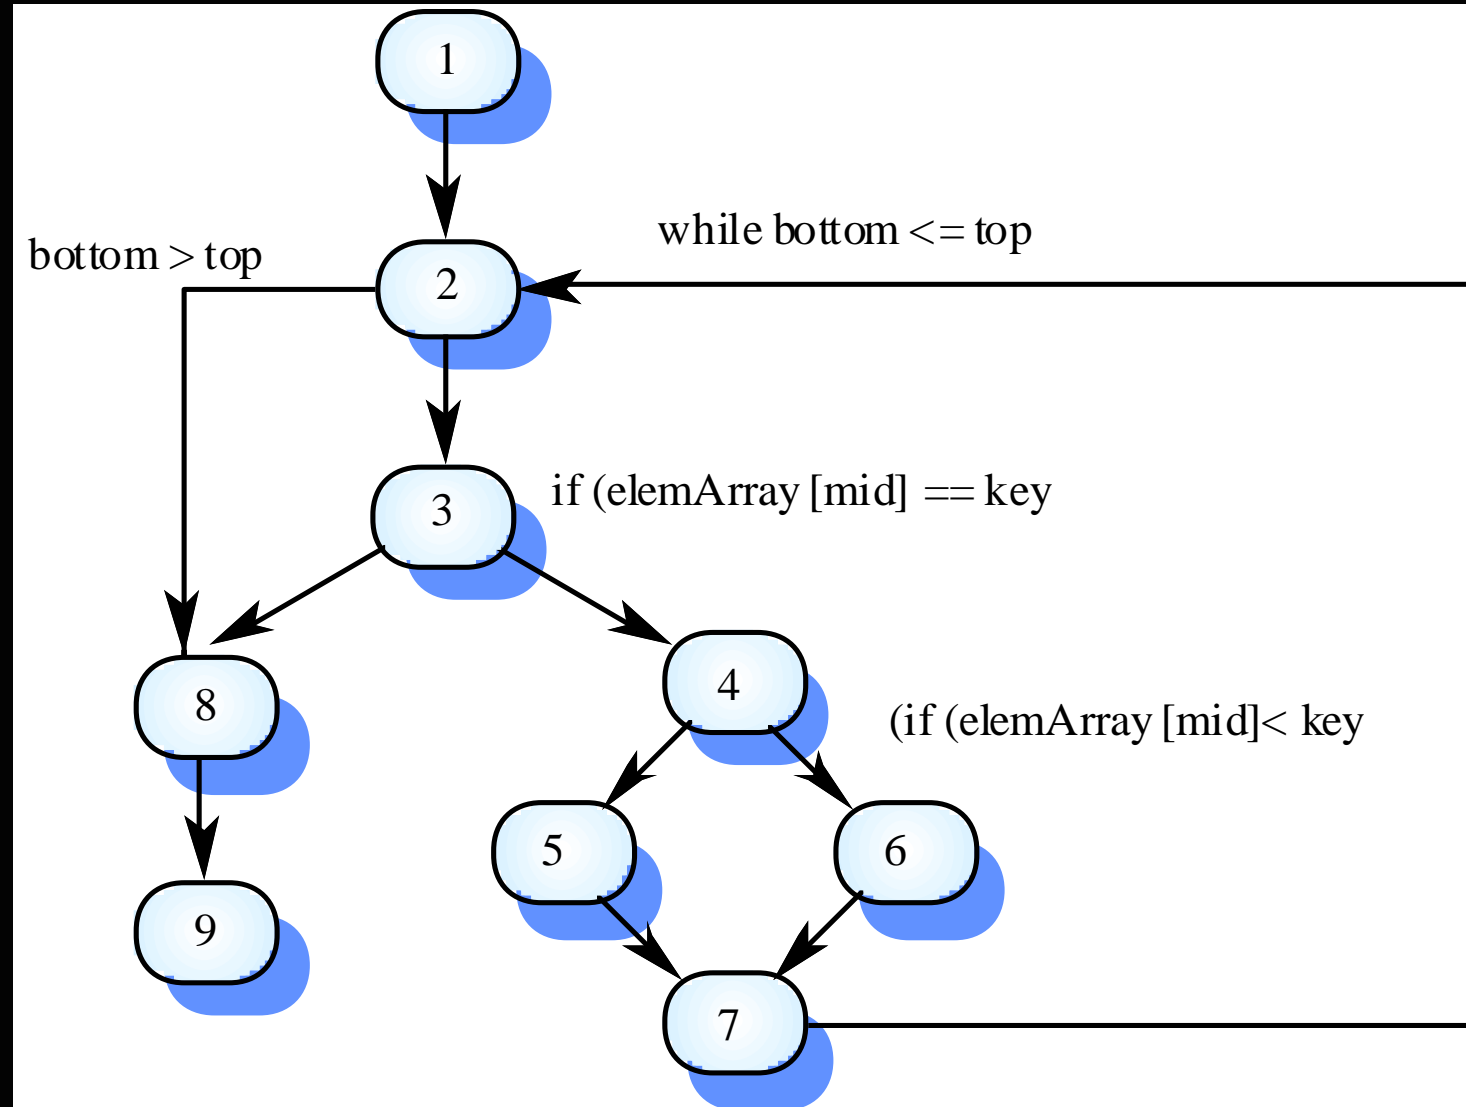 1
while bottom <= top
bottom > top
2
if (elemArray [mid] == key
3
4
8
(if (elemArray [mid]< key
5
6
9
7